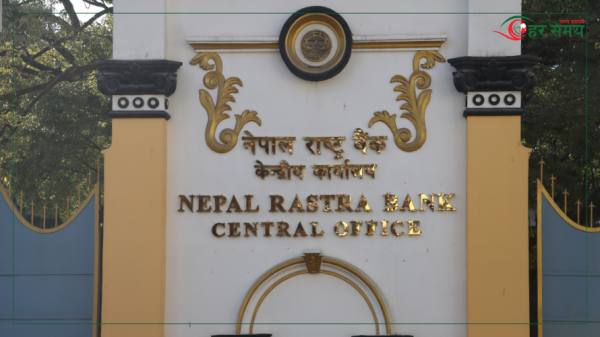 हर समय
नेपाल राष्ट्र बैंक
केन्द्रीय कार्यालय
NEPAL RASTRA BANK
CENTRAL OFFICE